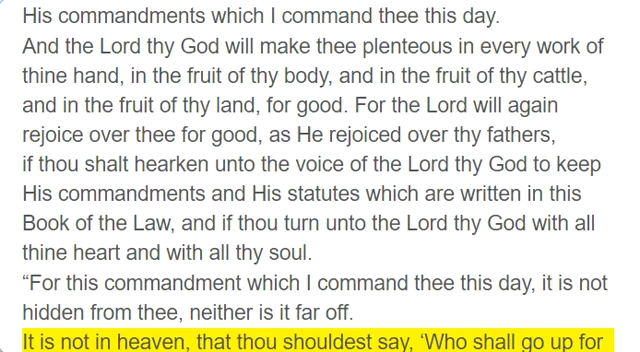 His commandments which I command thee this day.
And the Lord thy God will make thee plenteous in every work of
thine hand, in the fruit of thy body, and in the fruit of thy cattle,
and in the fruit of thy land, for good. For the Lord will again
rejoice over thee for good, as He rejoiced over thy fathers,
if thou shalt hearken unto the voice of the Lord thy God to keep
His commandments and His statutes which are written in this
Book of the Law, and if thou turn unto the Lord thy God with all
thine heart and with all thy soul.
“For this commandment which I command thee this day, it is not
hidden from thee, neither is it far off.
It is not in heaven, that thou shouldest say, ‘Who shall go up for